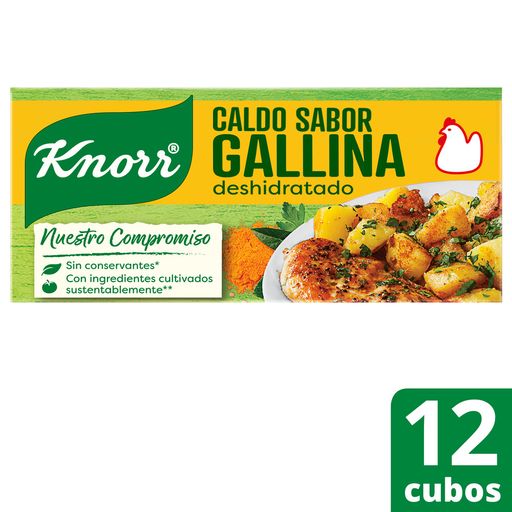 Knorr®
CALDO SABOR
GALLINA
deshidratado
Nuestro Compromiso
Sin conservantes*
Con ingredientes cultivados
sustentablemente**
12
cubos